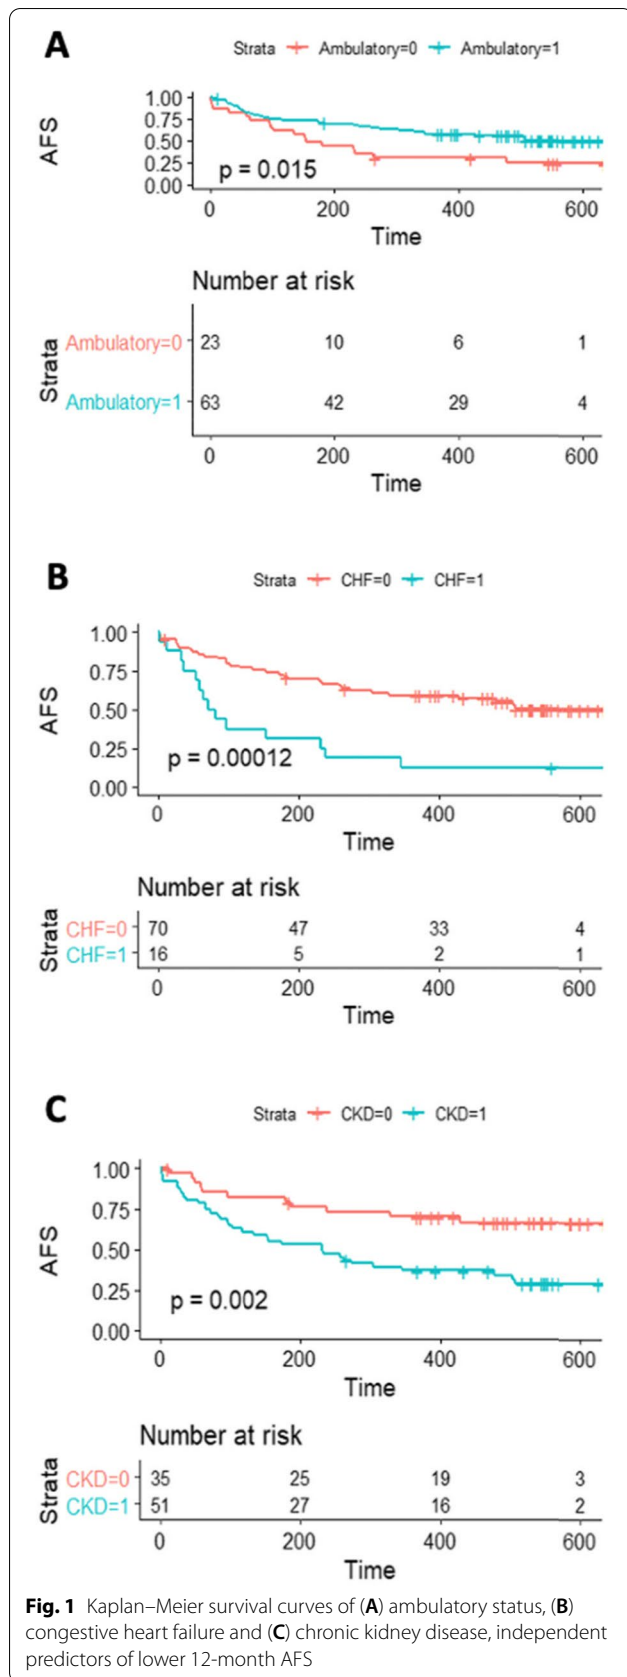 A
Strata Ambulatory=0 Ambulatory=1
1.00
0.75
0.50
0.25
0.00
AFS
p = 0.015
0 200 400 600
Time
Number at risk
Strata
Ambulatory=0 23 10 6 1
Ambulatory=1 63 42 29 4
0 200 400 600
Time
B
Strata CHF=0 CHF=1
1.00
0.75
0.50
0.25
0.00
AFS
p = 0.00012
0 200 400 600
Time
Number at risk
Strata
CHF=0 70 47 33 4
CHF=1 16 5 2 1
0 200 400 600
Time
C
Strata CKD=0 CKD=1
1.00
0.75
0.50
0.25
0.00
AFS
p = 0.002
0 200 400 600
Time
Number at risk
Strata
CKD=0 35 25 19 3
CKD=1 51 27 16 2
0 200 400 600
Time
Fig. 1 Kaplan–Meier survival curves of (A) ambulatory status, (B)
congestive heart failure and (C) chronic kidney disease, independent
predictors of lower 12-month AFS